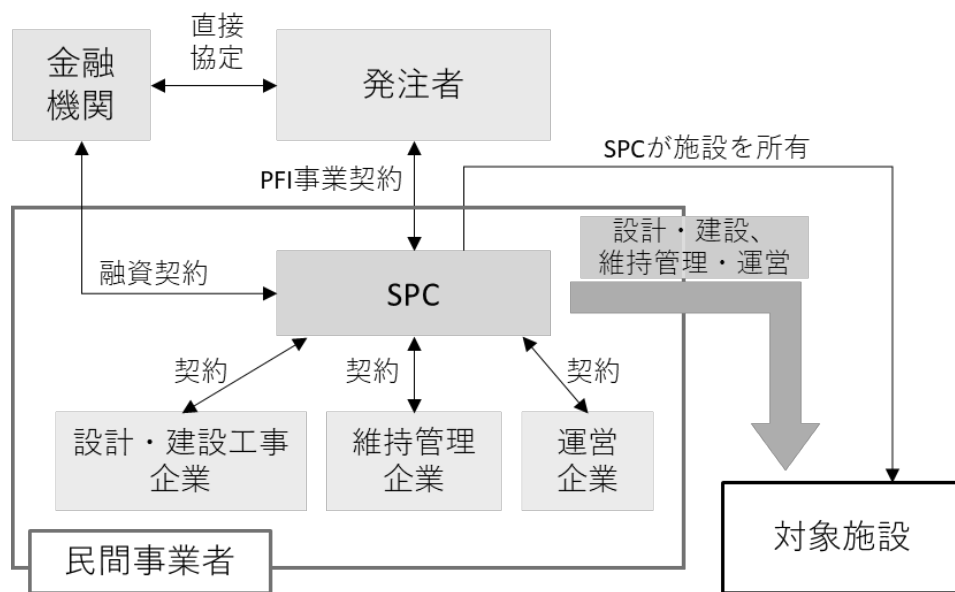 直接
協定
金融
機関
発注者
SPCが施設を所有
PFI事業契約
設計・建設、
維持管理・運営
融資契約
SPC
契約
契約
契約
設計・建設工事
企業
維持管理
企業
運営
企業
対象施設
民間事業者